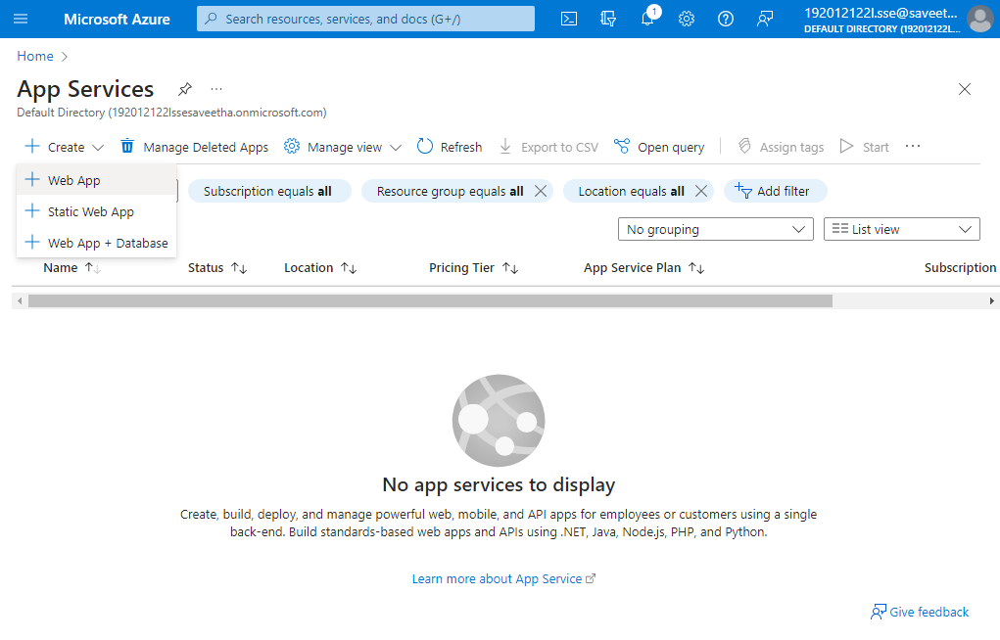 Microsoft Azure
Search resources, services, and docs (G+/)
1
192012122l.sse@saveet...
DEFAULT DIRECTORY (192012122L...
Home
App Services
...
Default Directory (192012122lssesaveetha.onmicrosoft.com)
Create
Manage Deleted Apps
Manage view
Refresh
Export to CSV
Open query
Assign tags
Start
...
Web App
Static Web App
Web App + Database
Subscription equals all
Resource group equals all
Location equals all
Add filter
No grouping
List view
Name
Status
Location
Pricing Tier
App Service Plan
Subscription
No app services to display
Create, build, deploy, and manage powerful web, mobile, and API apps for employees or customers using a single
back-end. Build standards-based web apps and APIs using .NET, Java, Node.js, PHP, and Python.
Learn more about App Service
Give feedback